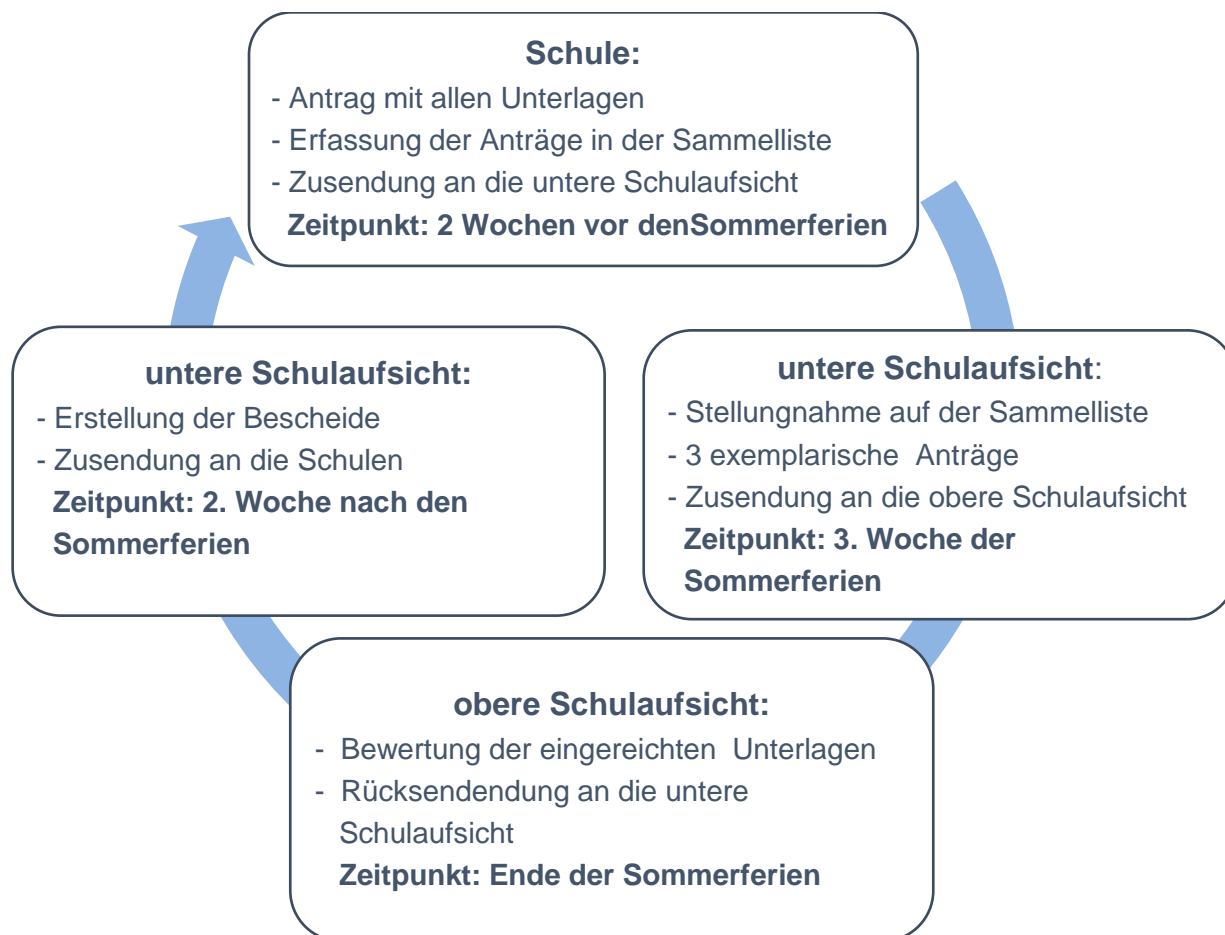 Schule:
- Antrag mit allen Unterlagen
- Erfassung der Anträge in der Sammelliste
- Zusendung an die untere Schulaufsicht
Zeitpunkt: 2 Wochen vor denSommerferien
untere Schulaufsicht:
- Stellungnahme auf der Sammelliste
- 3 exemplarische Anträge
- Zusendung an die obere Schulaufsicht
Zeitpunkt: 3. Woche der
Sommerferien
obere Schulaufsicht:
- Bewertung der eingereichten Unterlagen
- Rücksendendung an die untere
Schulaufsicht
Zeitpunkt: Ende der Sommerferien
untere Schulaufsicht:
- Erstellung der Bescheide
- Zusendung an die Schulen
Zeitpunkt: 2. Woche nach den
Sommerferien